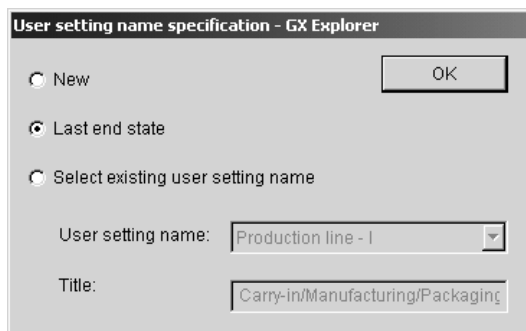 User setting name specification - GX Explorer
New
OK
Last end state
Select existing user setting name
User setting name: Production line - I
Title: Carry-in/Manufacturing/Packaging